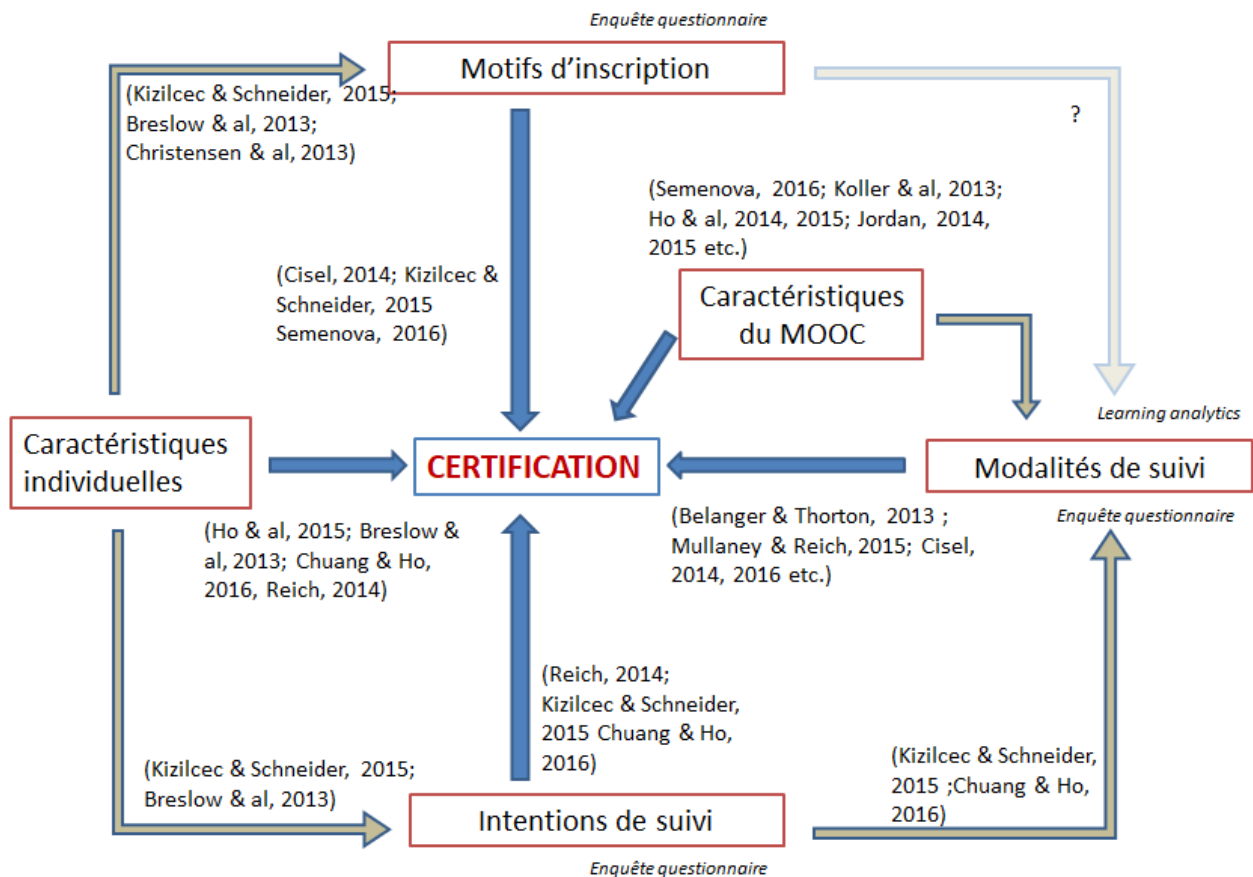 Enquête questionnaire
Motifs d'inscription
(Kizilcec & Schneider, 2015;
Breslow & al, 2013;
Christensen & al, 2013)
?
(Semenova, 2016; Koller & al, 2013;
Ho & al, 2014, 2015; Jordan, 2014,
2015 etc.)
(Cisel, 2014; Kizilcec &
Schneider, 2015
Semenova, 2016)
Caractéristiques
du MOOC
Learning analytics
Caractéristiques
individuelles
CERTIFICATION
Modalités de suivi
Enquête questionnaire
(Ho & al, 2015; Breslow &
al, 2013; Chuang & Ho,
2016, Reich, 2014)
(Belanger & Thorton, 2013 ;
Mullaney & Reich, 2015; Cisel,
2014, 2016 etc.)
(Reich, 2014;
Kizilcec & Schneider,
2015 Chuang & Ho,
2016)
(Kizilcec & Schneider, 2015;
Breslow & al, 2013)
(Kizilcec & Schneider,
2015 ;Chuang & Ho,
2016)
Intentions de suivi
Enquête questionnaire